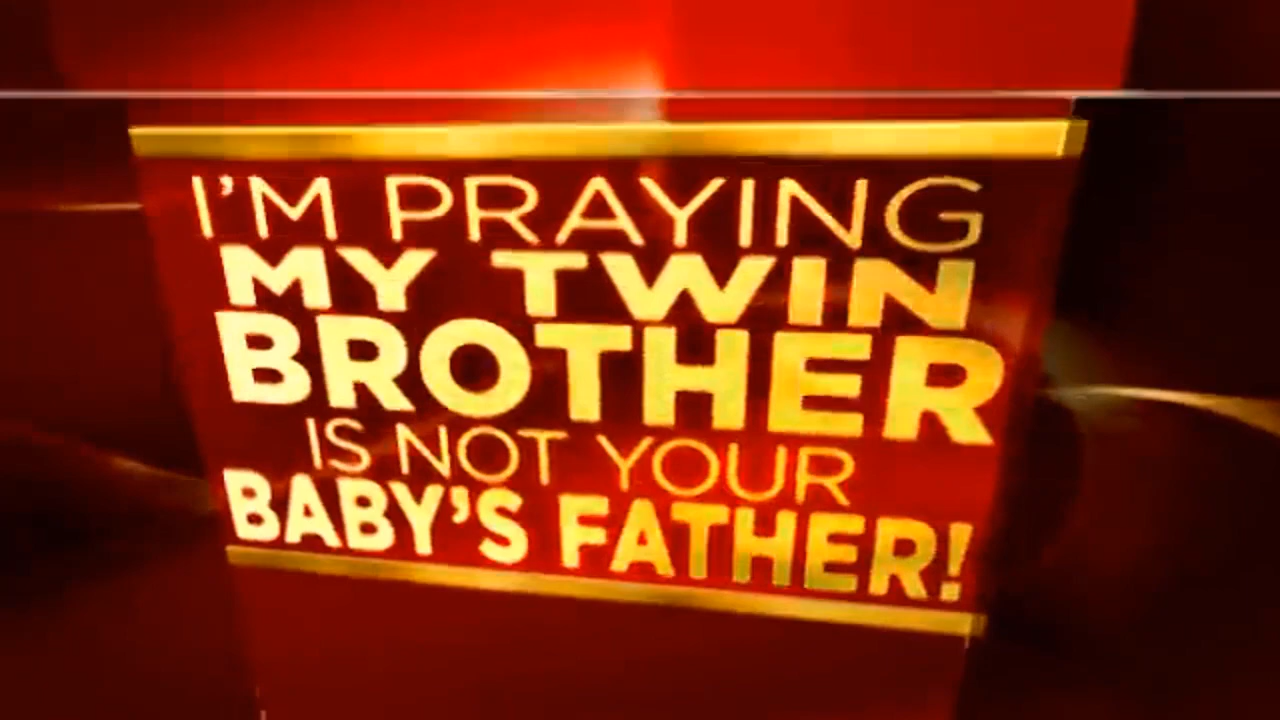 I'M PRAYING
MY TWIN
BROTHER
IS NOT YOUR
BABY'S FATHER!